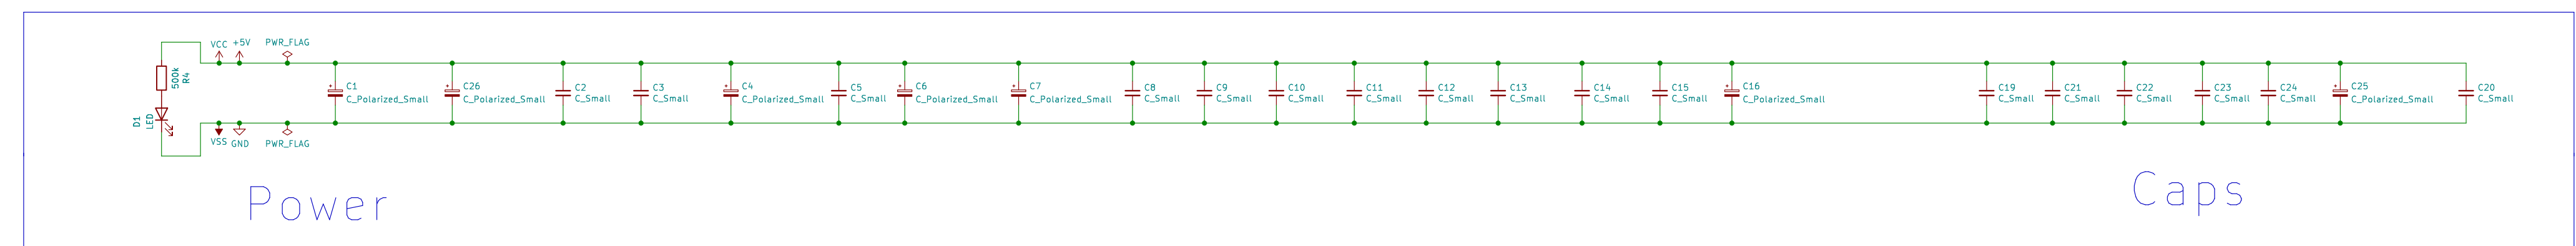 VCC
+5V
PWR_FLAG
500k
R4
D1
LED
VSS
GND
PWR_FLAG
C1
C_Polarized_Small
C26
C_Polarized_Small
C2
C_Small
C3
C_Small
C4
C_Polarized_Small
C5
C_Small
C6
C_Polarized_Small
C7
C_Polarized_Small
C8
C_Small
C9
C_Small
C10
C_Small
C11
C_Small
C12
C_Small
C13
C_Small
C14
C_Small
C15
C_Small
C16
C_Polarized_Small
C19
C_Small
C21
C_Small
C22
C_Small
C23
C_Small
C24
C_Small
C25
C_Polarized_Small
C20
C_Small
Power
Caps